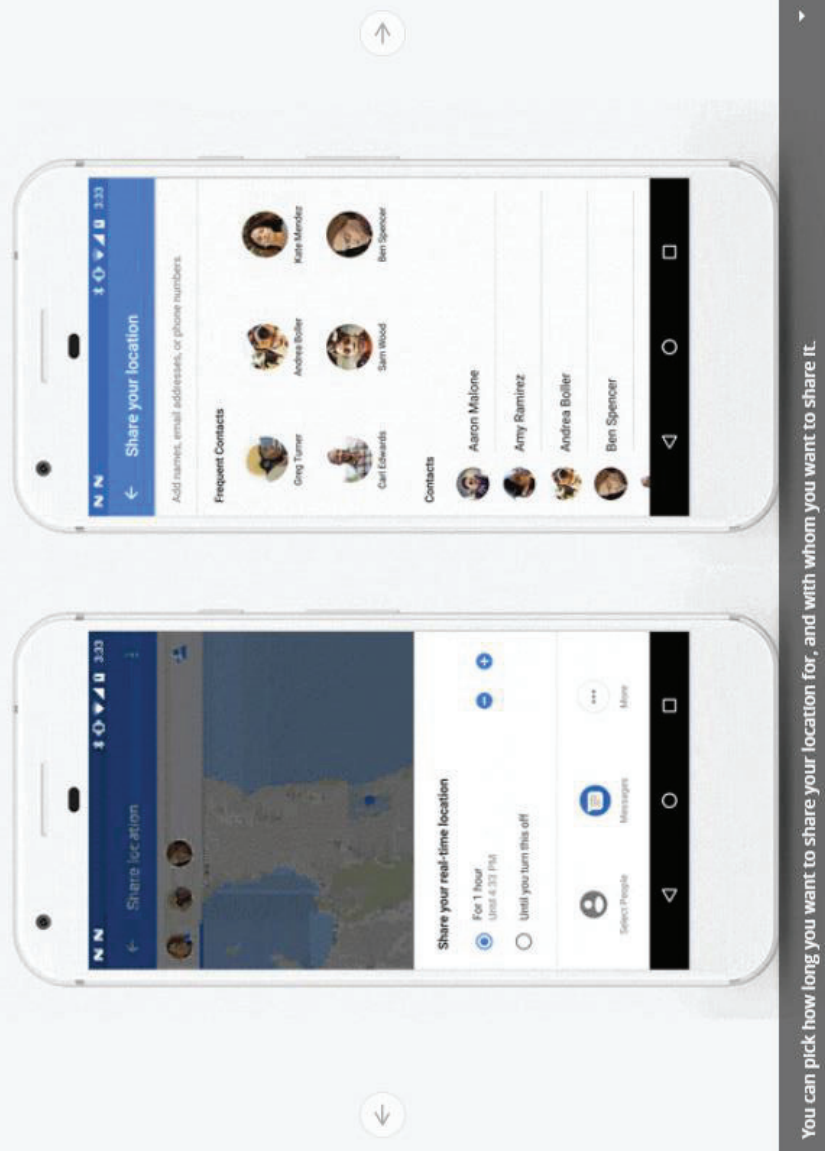 N N 3:33
Share location
Share your real-time location
For 1 hour
Until 4:33 PM
Until you turn this off
Select People Messages More
N N 3:33
Share your location
Add names, email addresses, or phone numbers
Frequent Contacts
Greg Turner Andrea Boller Kate Mendez
Carl Edwards Sam Wood Ben Spencer
Contacts
Aaron Malone
Amy Ramirez
Andrea Boller
Ben Spencer
You can pick how long you want to share your location for, and with whom you want to share it.